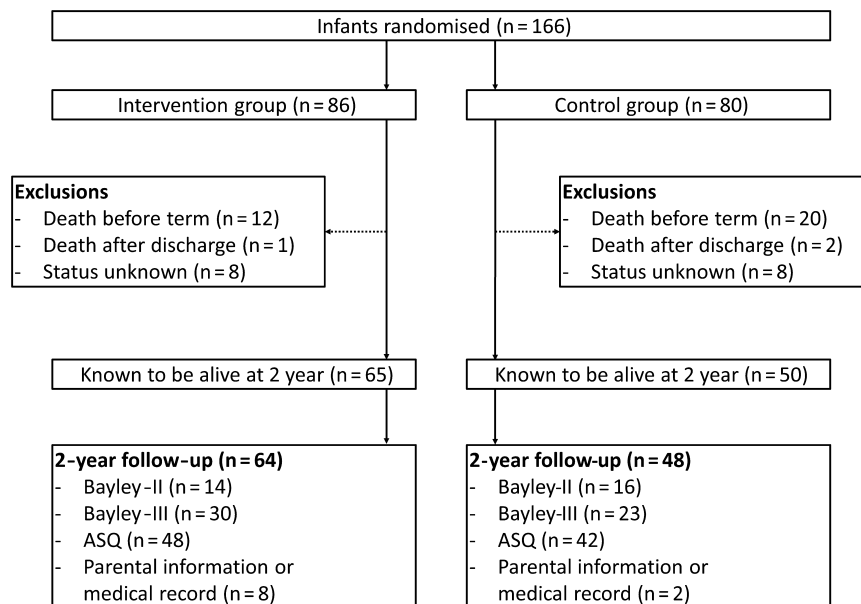 Infants randomised (n = 166)
Intervention group (n = 86)
Control group (n = 80)
Exclusions
- Death before term (n = 12)
- Death after discharge (n = 1)
- Status unknown (n = 8)
Exclusions
- Death before term (n = 20)
- Death after discharge (n = 2)
- Status unknown (n = 8)
Known to be alive at 2 year (n = 65)
Known to be alive at 2 year (n = 50)
2-year follow-up (n = 64)
- Bayley-II (n = 14)
- Bayley-III (n = 30)
- ASQ (n = 48)
- Parental information or
medical record (n = 8)
2-year follow-up (n = 48)
- Bayley-II (n = 16)
- Bayley-III (n = 23)
- ASQ (n = 42)
- Parental information or
medical record (n = 2)